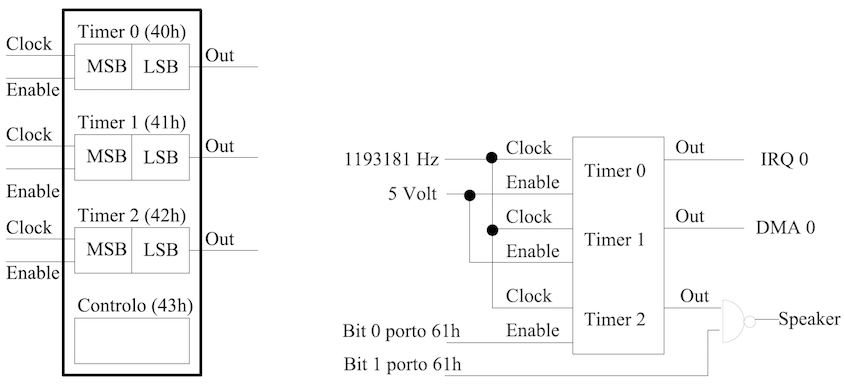 Timer 0 (40h)
Clock
MSB
LSB
Out
Enable
Timer 1 (41h)
Clock
MSB
LSB
Out
Enable
Timer 2 (42h)
Clock
MSB
LSB
Out
Enable
Controlo (43h)
1193181 Hz
Clock
Timer 0
Out
IRQ 0
5 Volt
Enable
Clock
Timer 1
Out
DMA 0
Enable
Clock
Timer 2
Out
Speaker
Bit 0 porto 61h
Enable
Bit 1 porto 61h